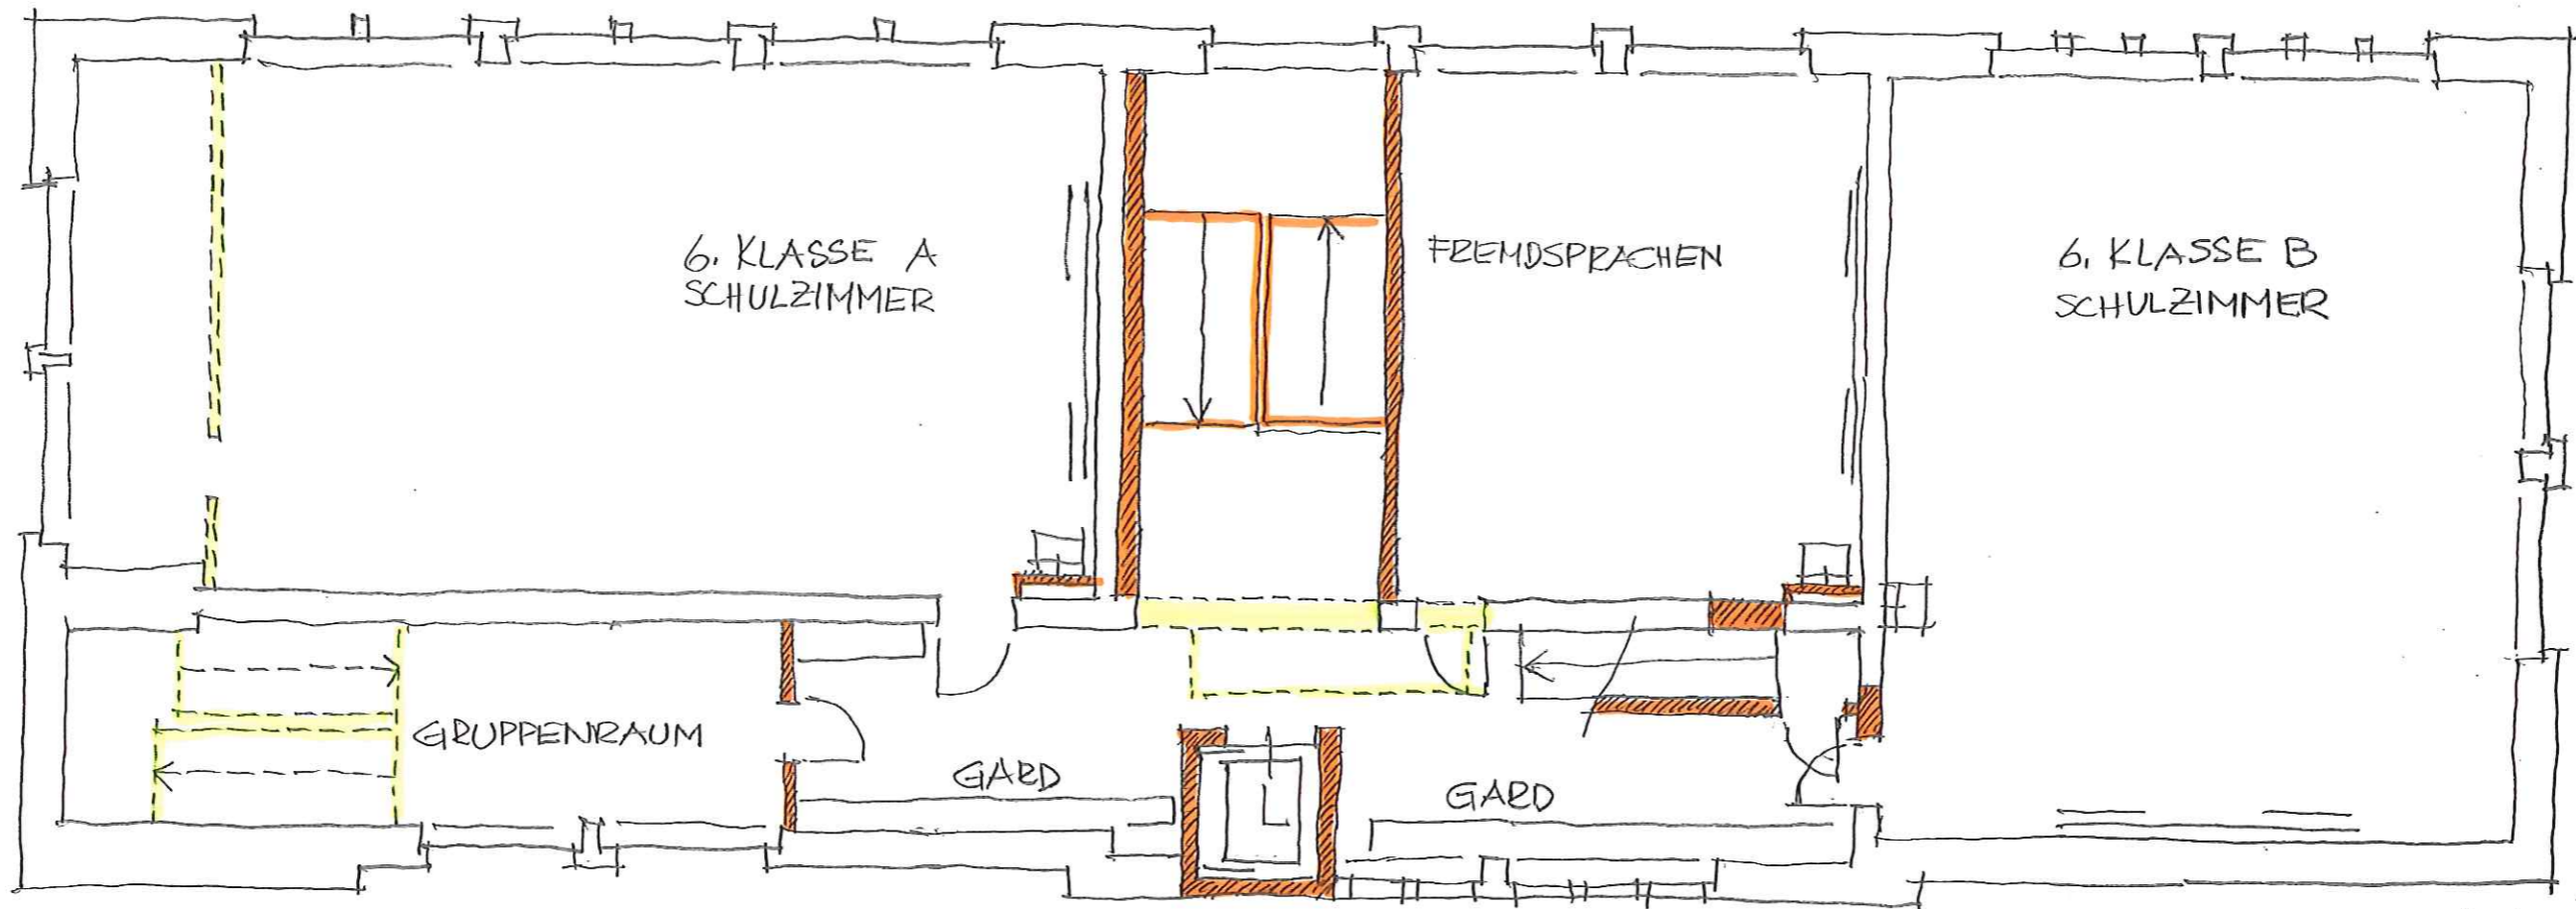 6. KLASSE A
SCHULZIMMER
FREMDSPRACHEN
6. KLASSE B
SCHULZIMMER
GRUPPENRAUM
GARD
GARD